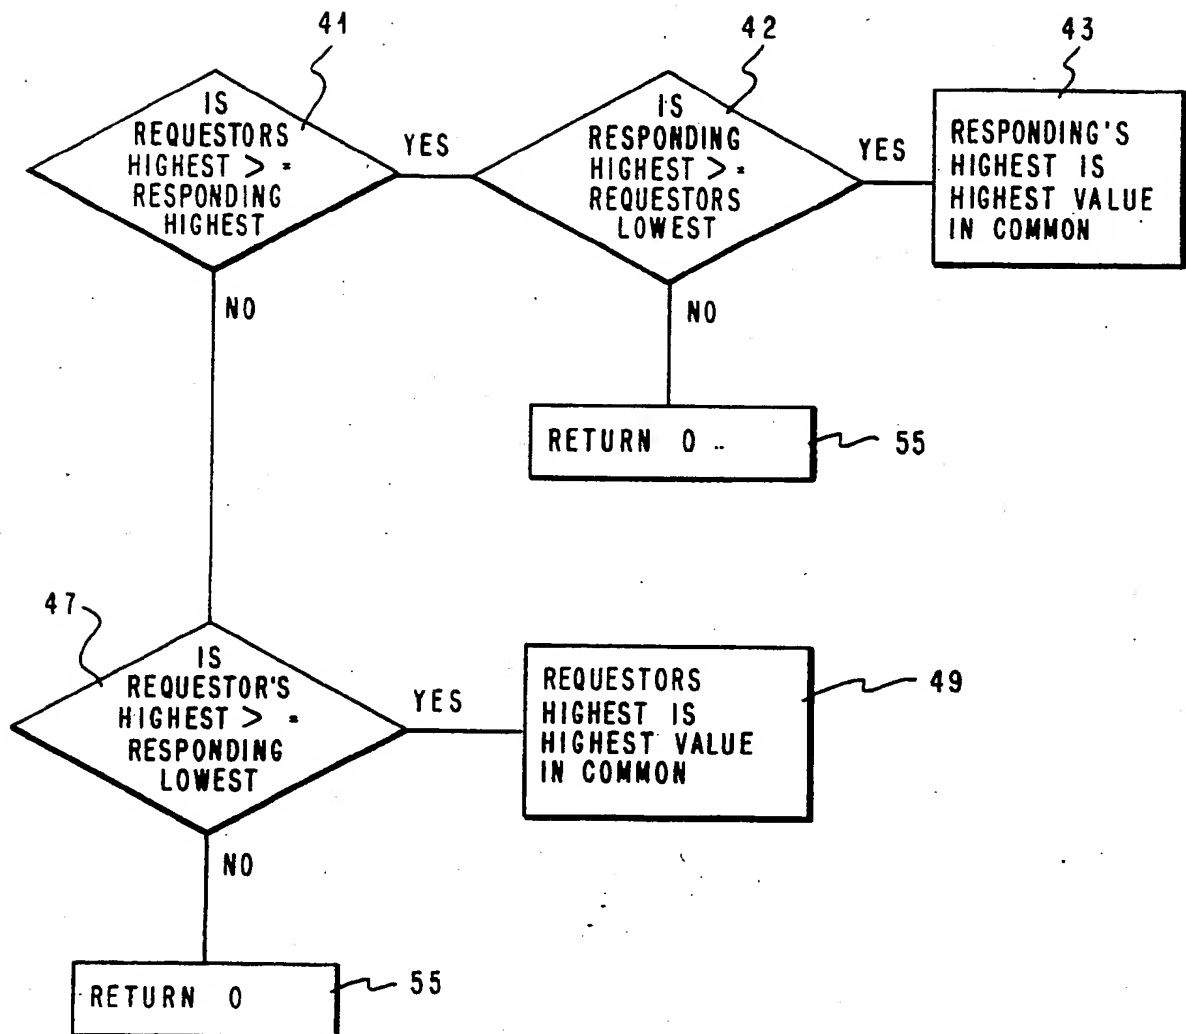 41
IS
REQUESTORS
HIGHEST > =
RESPONDING
HIGHEST
YES
NO
42
IS
RESPONDING
HIGHEST > =
REQUESTORS
LOWEST
YES
NO
43
RESPONDING'S
HIGHEST IS
HIGHEST VALUE
IN COMMON
RETURN 0
55
47
IS
REQUESTOR'S
HIGHEST > =
RESPONDING
LOWEST
YES
NO
REQUESTORS
HIGHEST IS
HIGHEST VALUE
IN COMMON
49
RETURN 0
55